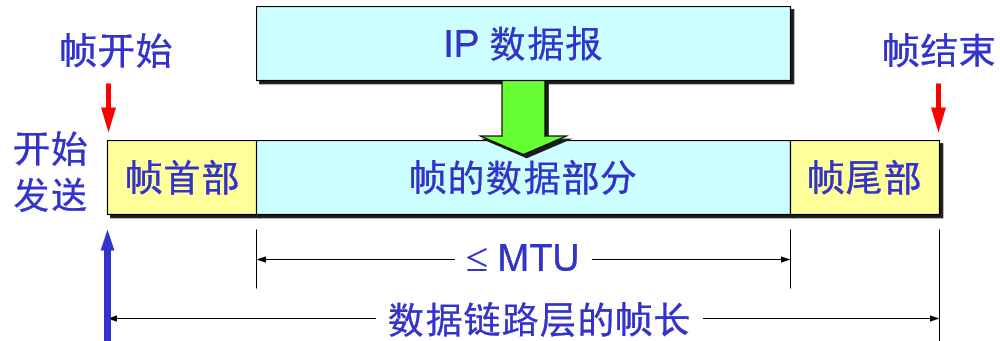 IP 数据报
帧开始
帧结束
开始
发送
帧首部
帧的数据部分
帧尾部
≤ MTU
数据链路层的帧长